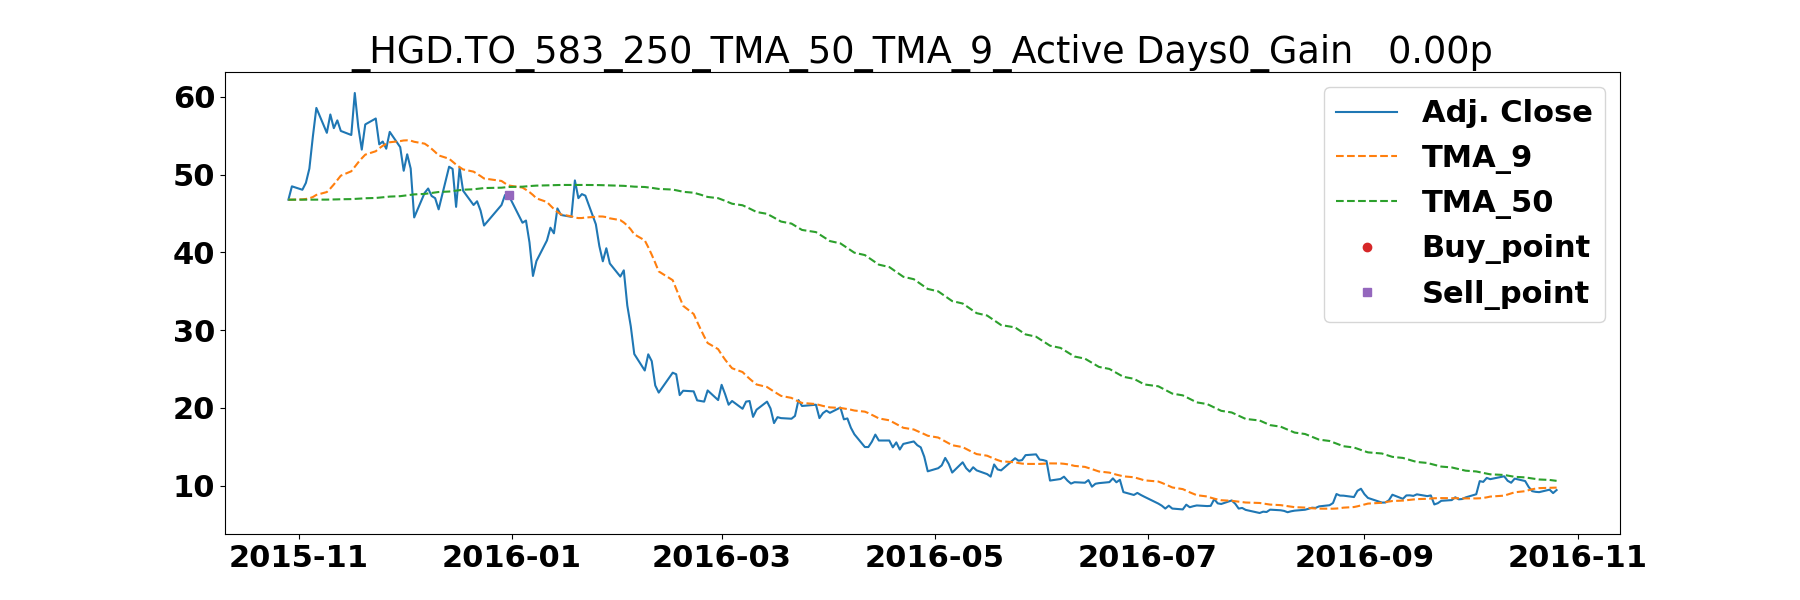 _HGD.TO_583_250_TMA_50_TMA_9_Active Days0_Gain   0.00p
60
50
40
30
20
10
Adj. Close
TMA_9
TMA_50
Buy_point
Sell_point
2015-11 2016-01 2016-03 2016-05 2016-07 2016-09 2016-11